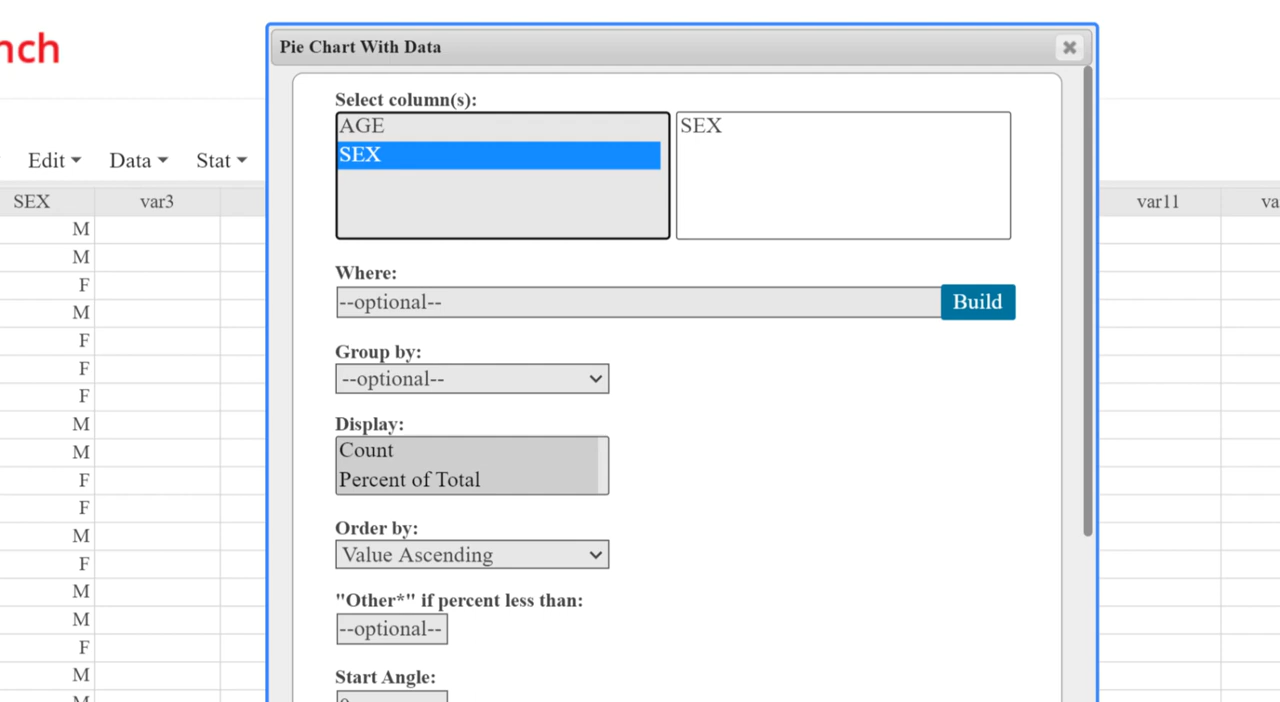 nch
Pie Chart With Data
Select column(s):
AGE
SEX
SEX
Edit Data Stat
SEX var3 var11 va
Where:
--optional--
Build
Group by:
--optional--
Display:
Count
Percent of Total
Order by:
Value Ascending
"Other*" if percent less than:
--optional--
Start Angle:
M
M
F
M
F
F
F
M
M
F
F
M
F
M
M
F
M
M